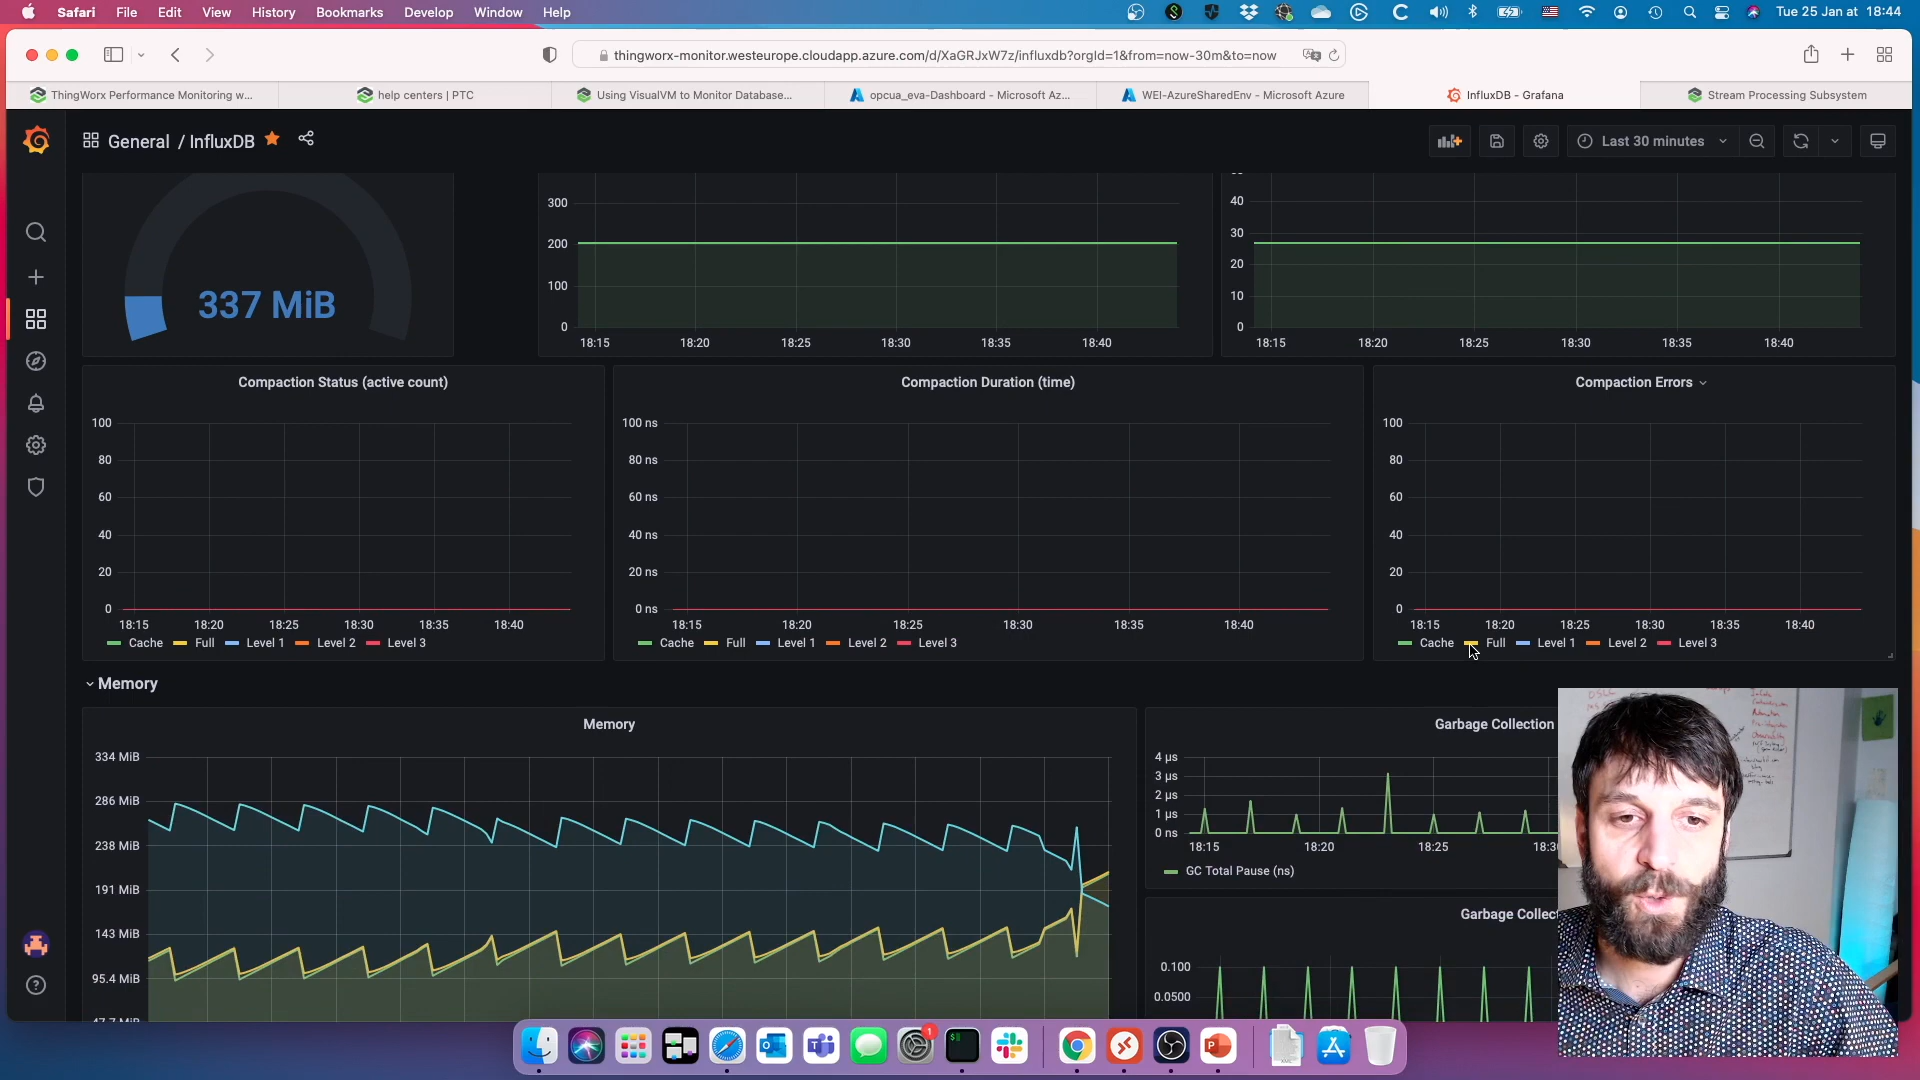 Safari File Edit View History Bookmarks Develop Window Help Tue 25 Jan at 18:44
thingworx-monitor.westeurope.cloudapp.azure.com/d/XaGRJxW7z/influxdb?orgId=1&from=now-30m&to=now
ThingWorx Performance Monitoring w... help centers | PTC Using VisualVM to Monitor Database... opcua_eva-Dashboard - Microsoft Az... WEI-AzureSharedEnv - Microsoft Azure InfluxDB - Grafana Stream Processing Subsystem
General / InfluxDB Last 30 minutes
337 MiB
300
200
100
0
18:15 18:20 18:25 18:30 18:35 18:40
40
30
20
10
0
18:15 18:20 18:25 18:30 18:35 18:40
Compaction Status (active count)
100
80
60
40
20
0
18:15 18:20 18:25 18:30 18:35 18:40
Cache Full Level 1 Level 2 Level 3
Compaction Duration (time)
100 ns
80 ns
60 ns
40 ns
20 ns
0 ns
18:15 18:20 18:25 18:30 18:35 18:40
Cache Full Level 1 Level 2 Level 3
Compaction Errors
100
80
60
40
20
0
18:15 18:20 18:25 18:30 18:35 18:40
Cache Full Level 1 Level 2 Level 3
Memory
Memory
334 MiB
286 MiB
238 MiB
191 MiB
143 MiB
95.4 MiB
47.7 MiB
Garbage Collection
4 µs
3 µs
2 µs
1 µs
0 ns
18:15 18:20 18:25 18:30
GC Total Pause (ns)
Garbage Collec
0.100
0.0500
1